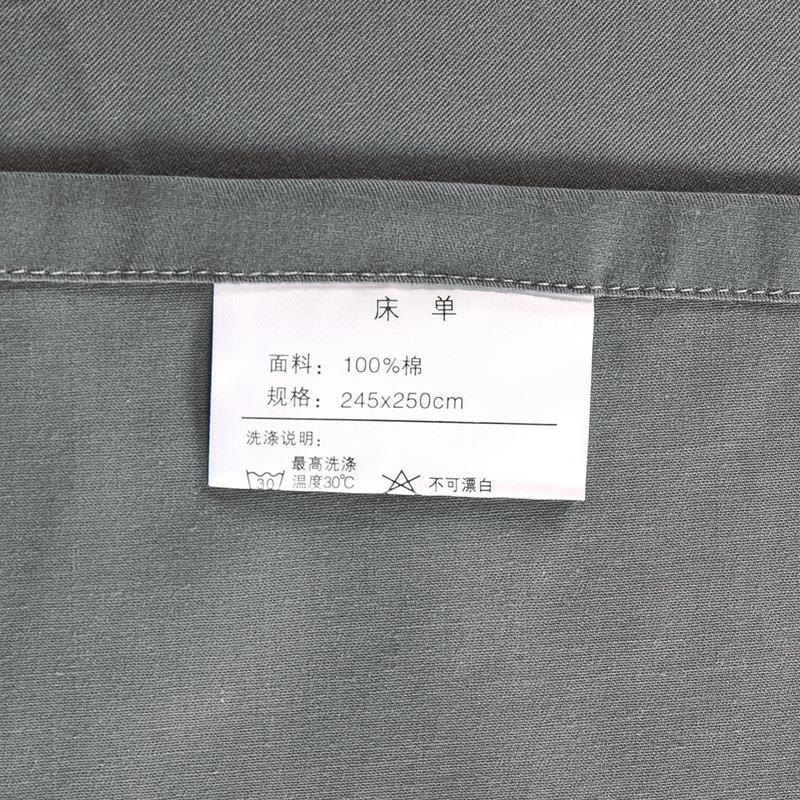 床 单
面料：100%棉
规格：245x250cm
洗涤说明：
最高洗涤
30 温度30℃ 不可漂白